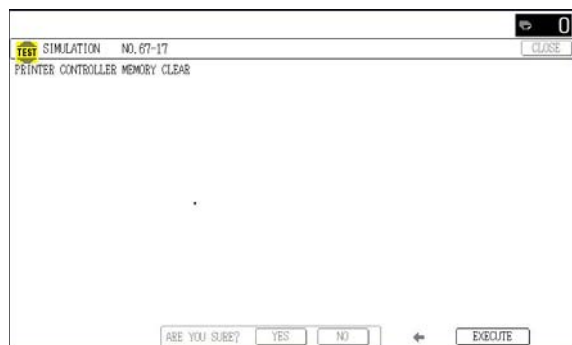 0
TEST SIMULATION NO. 67-17 CLOSE
PRINTER CONTROLLER MEMORY CLEAR
ARE YOU SURE? YES NO EXECUTE